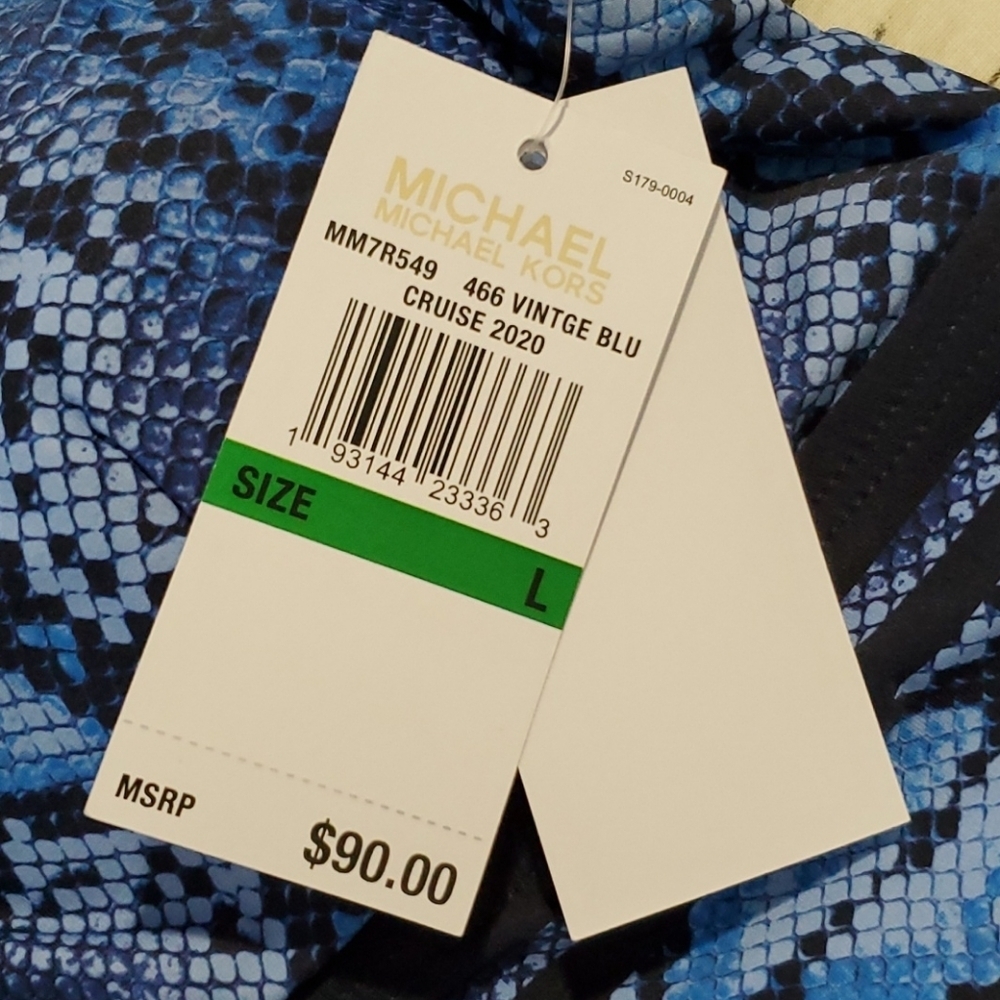 S179-0004
MICHAEL
MICHAEL KORS
MM7R549 466 VINTGE BLU
CRUISE 2020
1 93144 23336 3
SIZE L
MSRP
$90.00